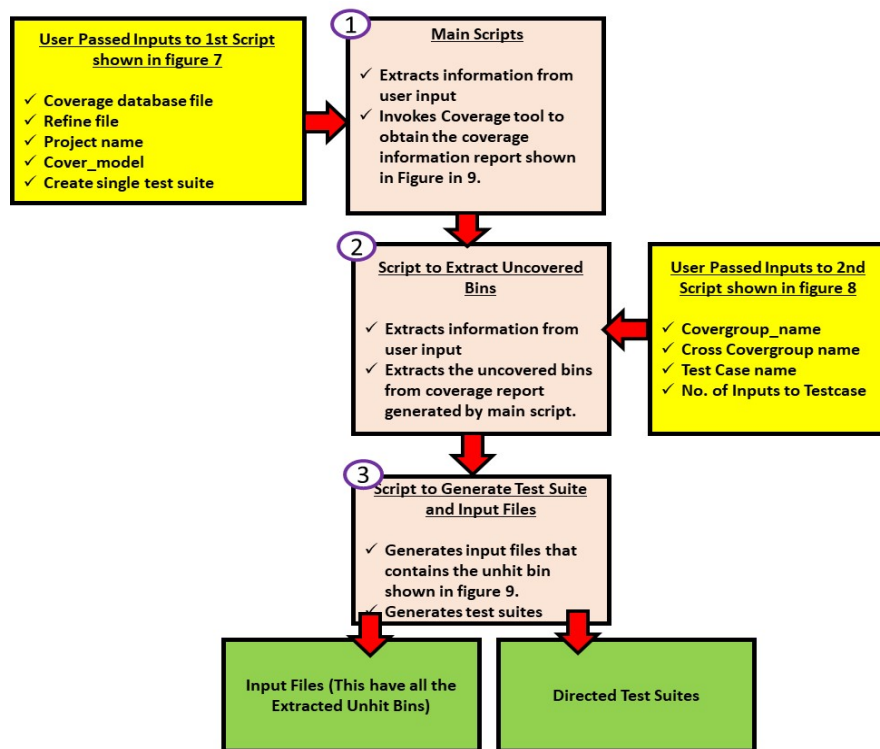 User Passed Inputs to 1st Script
shown in figure 7
✓ Coverage database file
✓ Refine file
✓ Project name
✓ Cover_model
✓ Create single test suite
1
Main Scripts
✓ Extracts information from
user input
✓ Invokes Coverage tool to
obtain the coverage
information report shown
in Figure in 9.
2
Script to Extract Uncovered
Bins
✓ Extracts information from
user input
✓ Extracts the uncovered bins
from coverage report
generated by main script.
User Passed Inputs to 2nd
Script shown in figure 8
✓ Covergroup_name
✓ Cross Covergroup name
✓ Test Case name
✓ No. of Inputs to Testcase
3
Script to Generate Test Suite
and Input Files
✓ Generates input files that
contains the unhit bin
shown in figure 9.
✓ Generates test suites
Input Files (This have all the
Extracted Unhit Bins)
Directed Test Suites